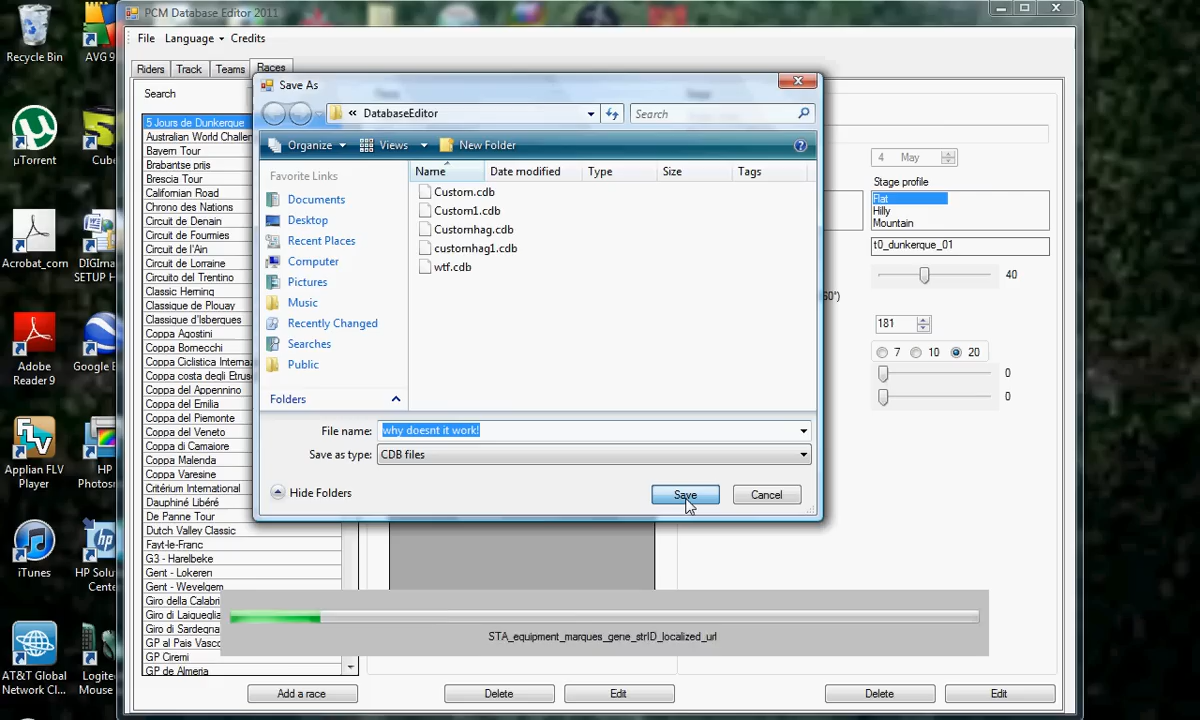 Recycle Bin
AVG 9
µTorrent
Cube
Acrobat_com
DIGImag
SETUP H
Adobe
Reader 9
Google E
Applian FLV
Player
HP
Photosm
iTunes
HP Solu
Cente
AT&T Global
Network Cl...
Logitec
Mouse
PCM Database Editor 2011
File
Language
Credits
Riders
Track
Teams
Races
Search
5 Jours de Dunkerque
Australian World Challen
Bayern Tour
Brabantse prijs
Brescia Tour
Californian Road
Chrono des Nations
Circuit de Denain
Circuit de Fourmies
Circuit de l'Ain
Circuit de Lorraine
Circuito del Trentino
Classic Herning
Classique de Plouay
Classique d'Isbergues
Coppa Agostini
Coppa Bernocchi
Coppa Ciclistica Internaz
Coppa costa degli Etrus
Coppa del Appennino
Coppa del Emilia
Coppa del Piemonte
Coppa del Veneto
Coppa di Camaiore
Coppa Malenda
Coppa Varesine
Critérium International
Dauphiné Libéré
De Panne Tour
Dutch Valley Classic
Fayt-le-Franc
G3 - Harelbeke
Gent - Lokeren
Gent - Wevelgem
Giro della Calabri
Giro di Laiguegli
Giro di Sardegna
GP al Pais Vasco
GP Ciremi
GP de Almeria
Add a race
Save As
« DatabaseEditor
Search
Organize
Views
New Folder
Favorite Links
Documents
Desktop
Recent Places
Computer
Pictures
Music
Recently Changed
Searches
Public
Folders
Name
Date modified
Type
Size
Tags
Custom.cdb
Custom1.cdb
Customhag.cdb
customhag1.cdb
wtf.cdb
File name:
why doesnt it work!
Save as type:
CDB files
Hide Folders
Save
Cancel
4 May
Stage profile
Flat
Hilly
Mountain
t0_dunkerque_01
40
60°)
181
7
10
20
0
0
STA_equipment_marques_gene_strID_localized_url
Delete
Edit
Delete
Edit